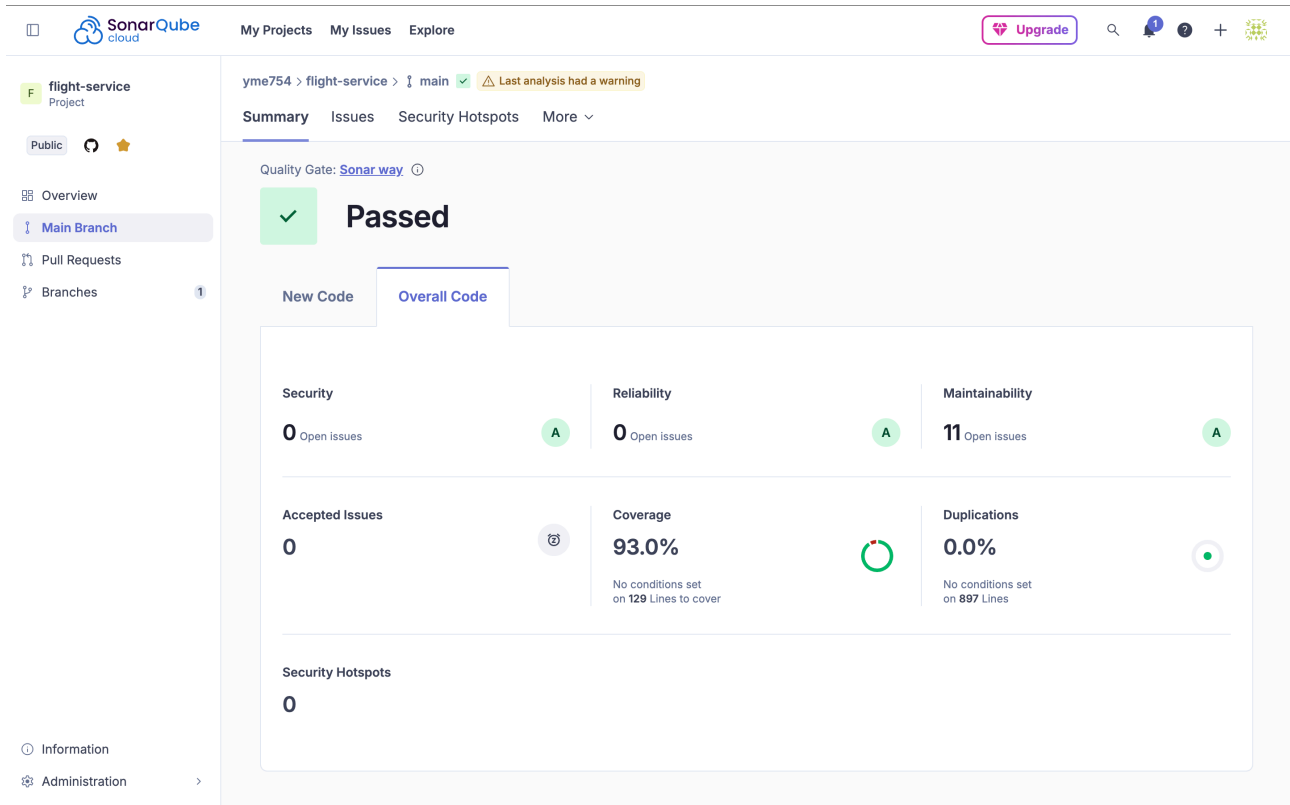 SonarQube
cloud
My Projects
My Issues
Explore
Upgrade
1
F
flight-service
Project
Public
Overview
Main Branch
Pull Requests
Branches
1
Information
Administration
yme754 > flight-service > main
Last analysis had a warning
Summary
Issues
Security Hotspots
More
Quality Gate: Sonar way
Passed
New Code
Overall Code
Security
0 Open issues
A
Reliability
0 Open issues
A
Maintainability
11 Open issues
A
Accepted Issues
0
Coverage
93.0%
No conditions set
on 129 Lines to cover
Duplications
0.0%
No conditions set
on 897 Lines
Security Hotspots
0